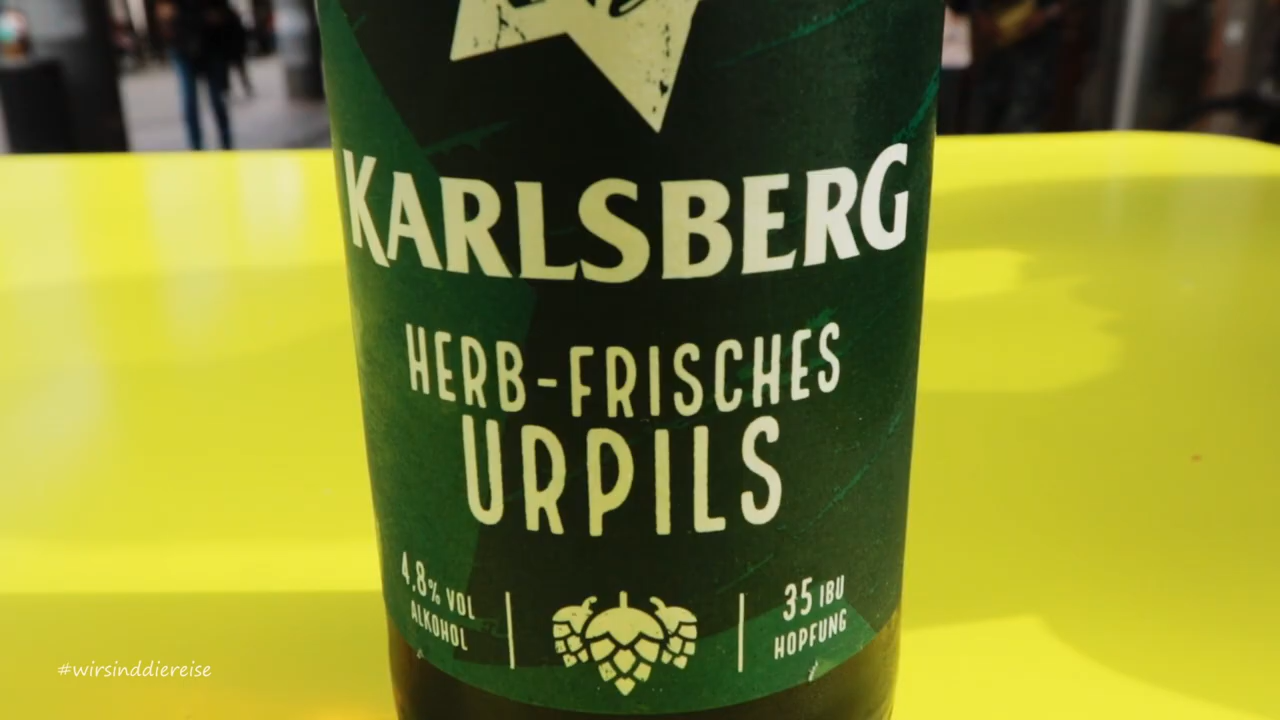 KARLSBERG
HERB-FRISCHES
URPILS
4,8% VOL
ALKOHOL
35 IBU
HOPFUNG
#wirsinddiereise